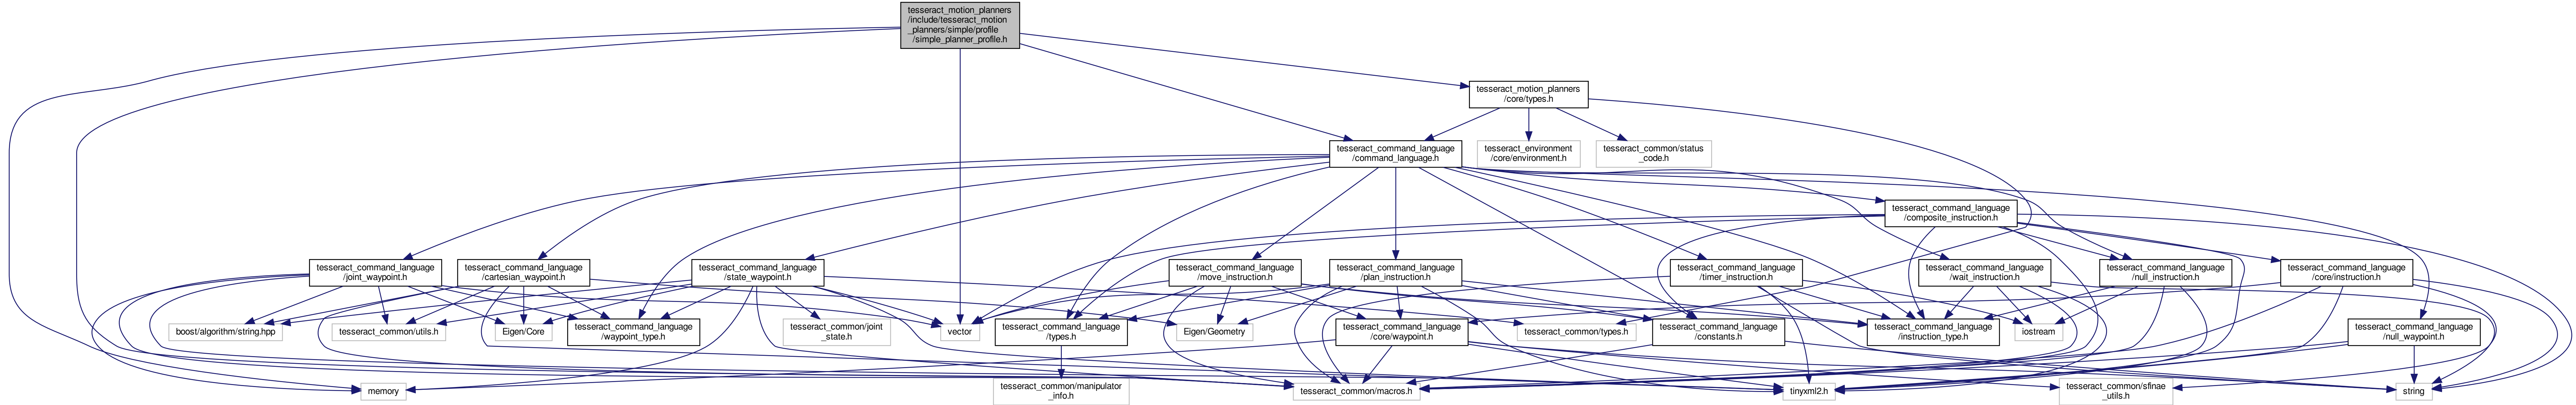 tesseract_motion_planners
/include/tesseract_motion
_planners/simple/profile
/simple_planner_profile.h
tesseract_motion_planners
/core/types.h
tesseract_command_language
/command_language.h
tesseract_environment
/core/environment.h
tesseract_common/status
_code.h
tesseract_command_language
/composite_instruction.h
tesseract_command_language
/joint_waypoint.h
tesseract_command_language
/cartesian_waypoint.h
tesseract_command_language
/state_waypoint.h
tesseract_command_language
/move_instruction.h
tesseract_command_language
/plan_instruction.h
tesseract_command_language
/timer_instruction.h
tesseract_command_language
/wait_instruction.h
tesseract_command_language
/null_instruction.h
tesseract_command_language
/core/instruction.h
boost/algorithm/string.hpp
tesseract_common/utils.h
Eigen/Core
tesseract_command_language
/waypoint_type.h
tesseract_common/joint
_state.h
vector
tesseract_command_language
/types.h
Eigen/Geometry
tesseract_command_language
/core/waypoint.h
tesseract_common/types.h
tesseract_command_language
/constants.h
tesseract_command_language
/instruction_type.h
iostream
tesseract_command_language
/null_waypoint.h
memory
tesseract_common/manipulator
_info.h
tesseract_common/macros.h
tinyxml2.h
tesseract_common/sfinae
_utils.h
string